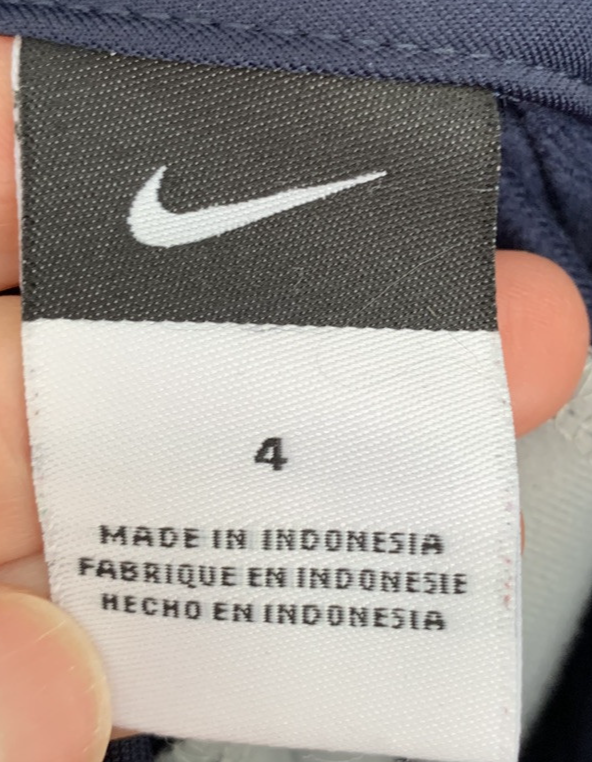 4
MADE IN INDONESIA
FABRIQUE EN INDONESIE
HECHO EN INDONESIA